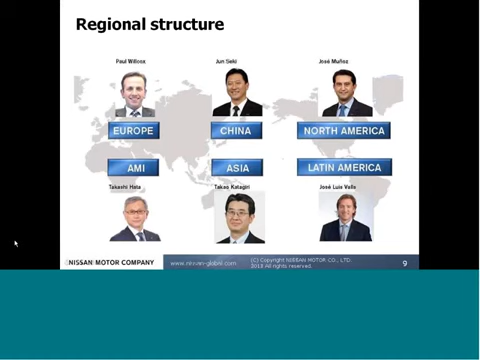 Regional structure
Paul Willcox
Jun Seki
José Muñoz
EUROPE
CHINA
NORTH AMERICA
AMI
ASIA
LATIN AMERICA
Takashi Hata
Takao Katagiri
José Luis Valls
NISSAN MOTOR COMPANY
www.nissan-global.com
(C) Copyright NISSAN MOTOR CO., LTD.
2013 All rights reserved.
9